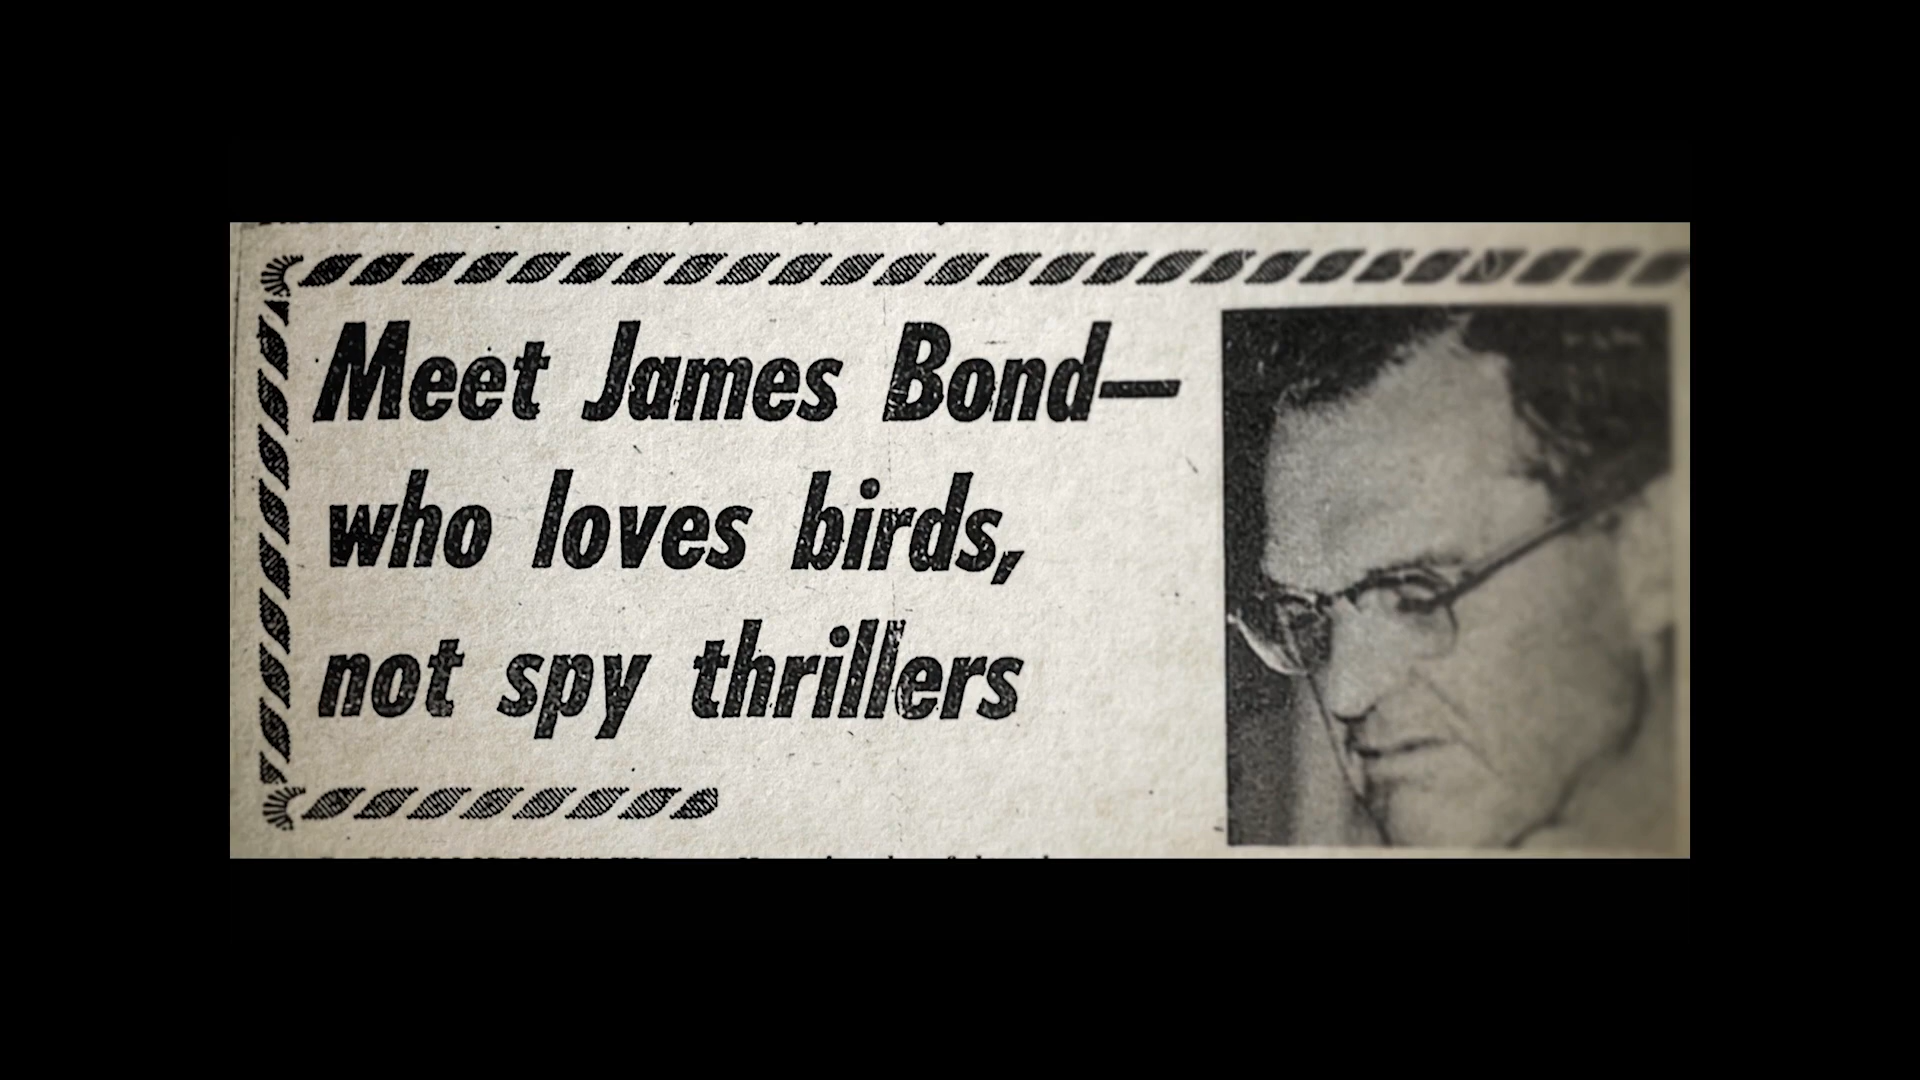 Meet James Bond—
who loves birds,
not spy thrillers